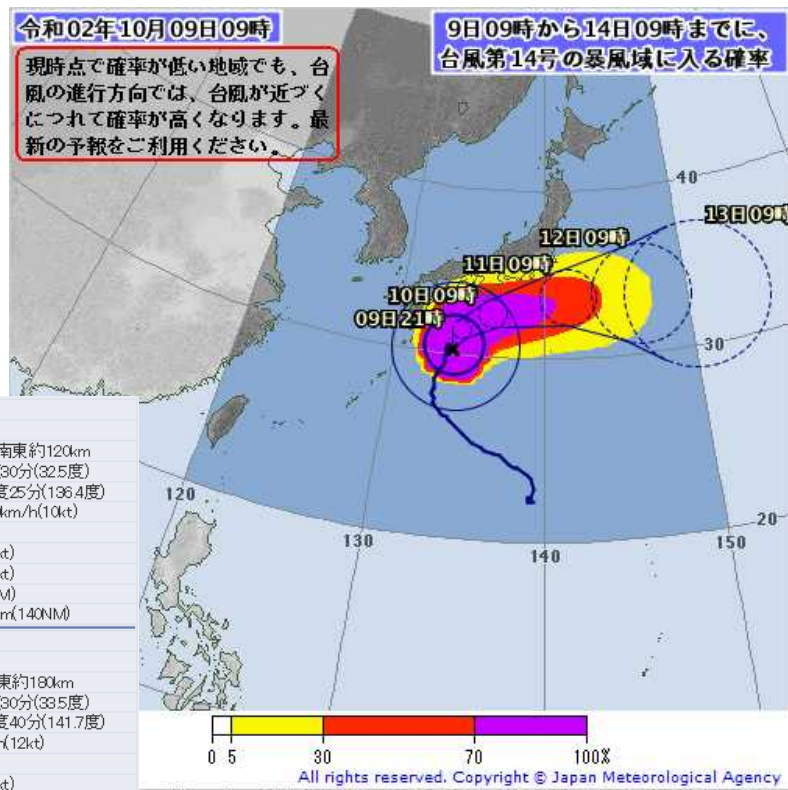 令和02年10月09日09時
現時点で確率が低い地域でも、台
風の進行方向では、台風が近づく
につれて確率が高くなります。最
新の予報をご利用ください。
9日09時から14日09時までに、
台風第14号の暴風域に入る確率
40
13日09時
12日09時
11日09時
10日09時
09日21時
30
120
130
140
150
20
南東約120km
30分(32.5度)
度25分(136.4度)
km/h(10kt)
kt)
kt)
M)
m(140NM)
東約180km
30分(33.5度)
度40分(141.7度)
h(12kt)
kt)
0 5 30 70 100%
All rights reserved. Copyright © Japan Meteorological Agency